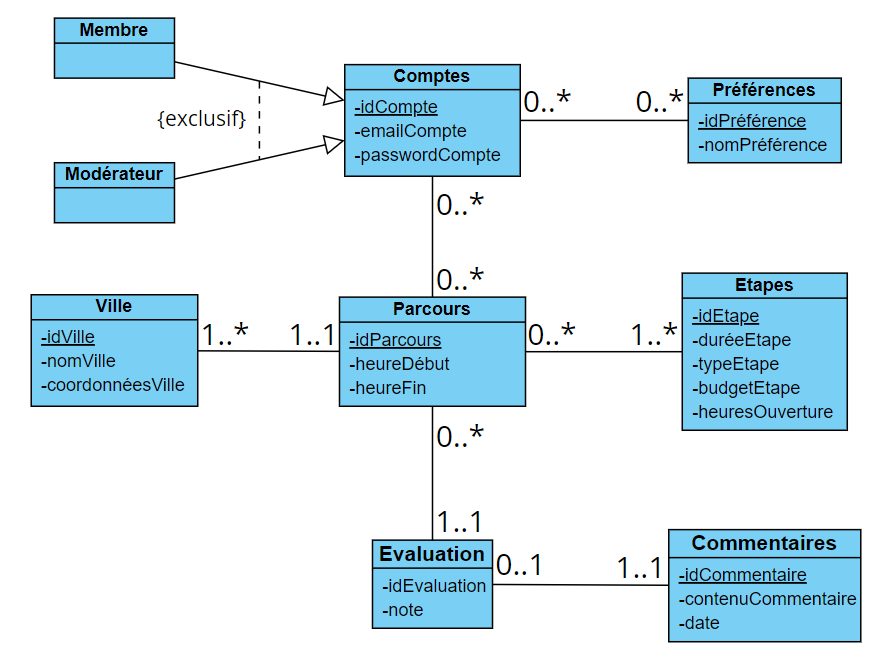 Membre
{exclusif}
Modérateur
Comptes
-idCompte
-emailCompte
-passwordCompte
0..*
0..*
Préférences
-idPréférence
-nomPréférence
0..*
0..*
Ville
-idVille
-nomVille
-coordonnéesVille
1..*
1..1
Parcours
-idParcours
-heureDébut
-heureFin
0..*
1..*
Etapes
-idEtape
-duréeEtape
-typeEtape
-budgetEtape
-heuresOuverture
0..*
1..1
Evaluation
-idEvaluation
-note
0..1
1..1
Commentaires
-idCommentaire
-contenuCommentaire
-date